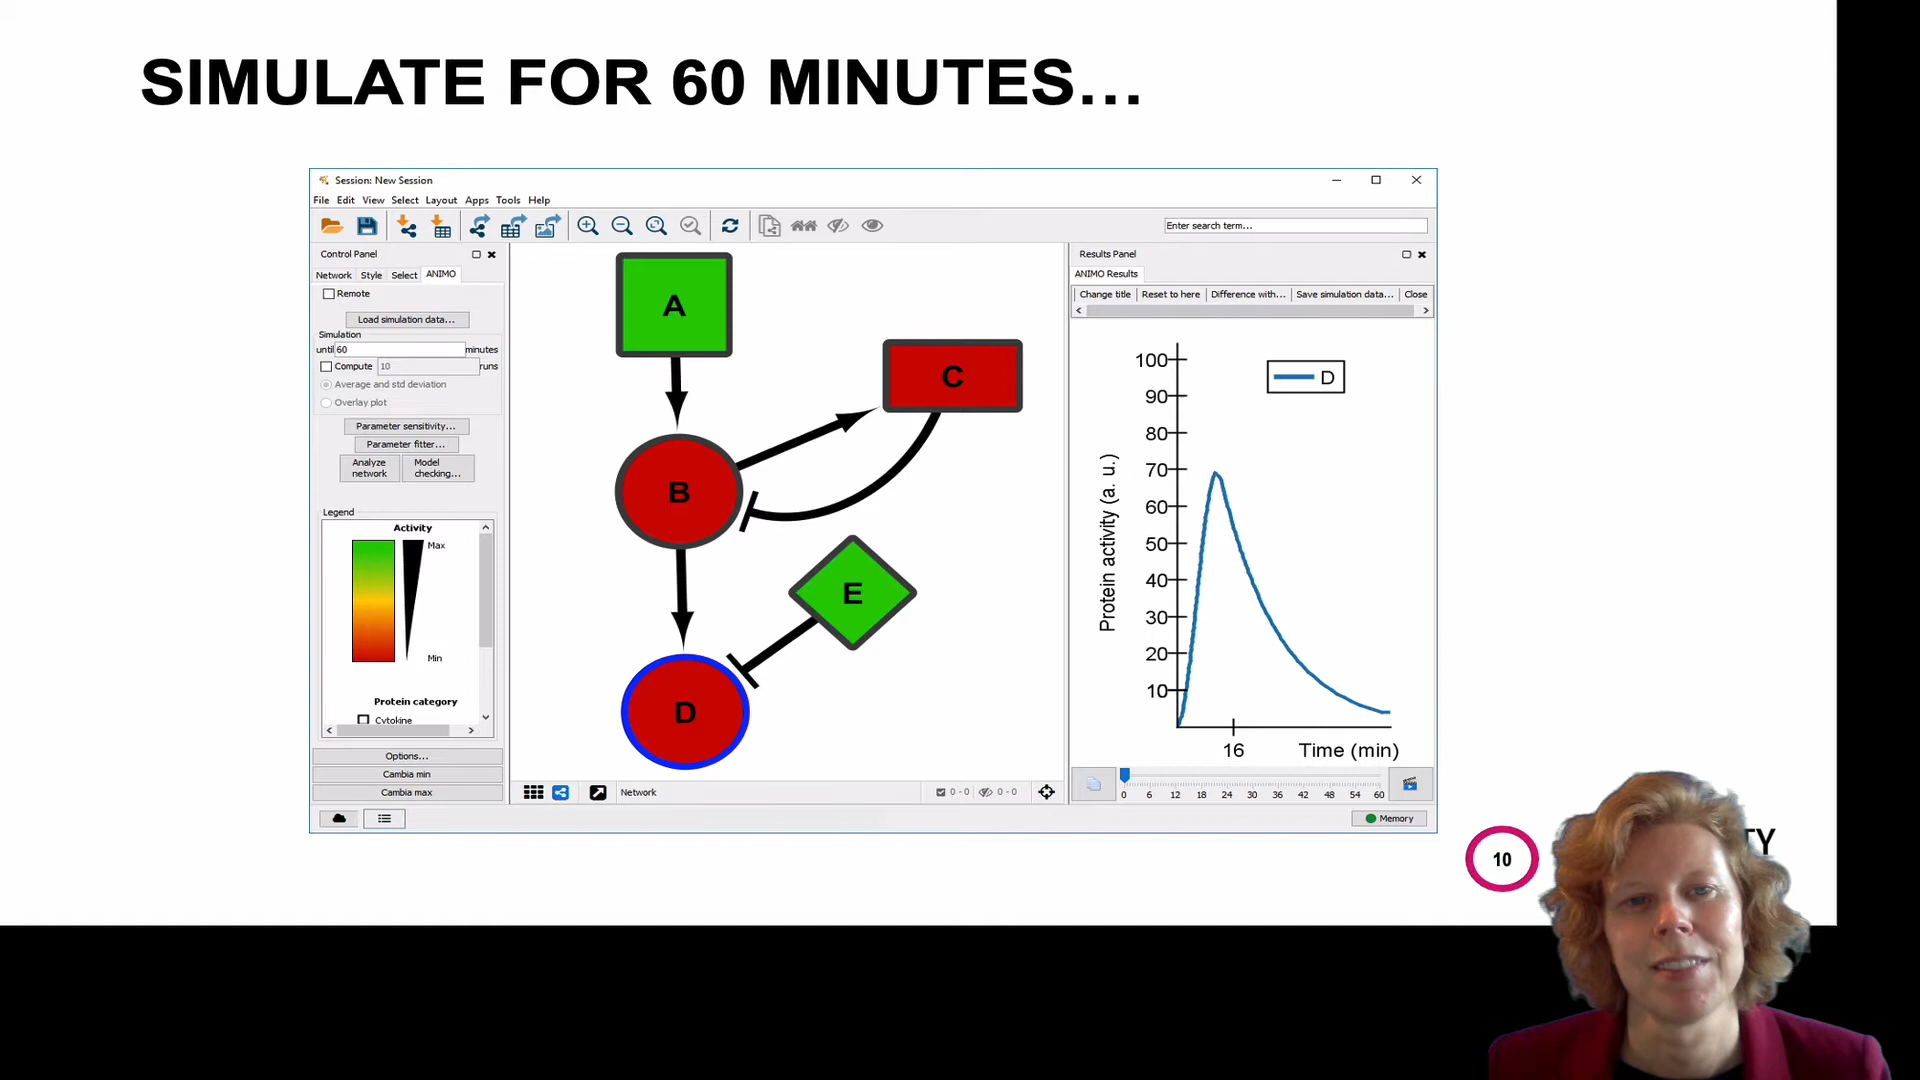 SIMULATE FOR 60 MINUTES...
Session: New Session
File Edit View Select Layout Apps Tools Help
Enter search term...
Control Panel
Network Style Select ANIMO
Remote
Load simulation data...
Simulation
until 60 minutes
Compute 10 runs
Average and std deviation
Overlay plot
Parameter sensitivity...
Parameter fitter...
Analyze network
Model checking...
Legend
Activity
Max
Min
Protein category
Cytokine
Options...
Cambia min
Cambia max
A
C
B
E
D
Network
0 - 0
0 - 0
Results Panel
ANIMO Results
Change title Reset to here Difference with... Save simulation data... Close
D
Protein activity (a. u.)
100
90
80
70
60
50
40
30
20
10
16
Time (min)
0 6 12 18 24 30 36 42 48 54 60
Memory
10
TY